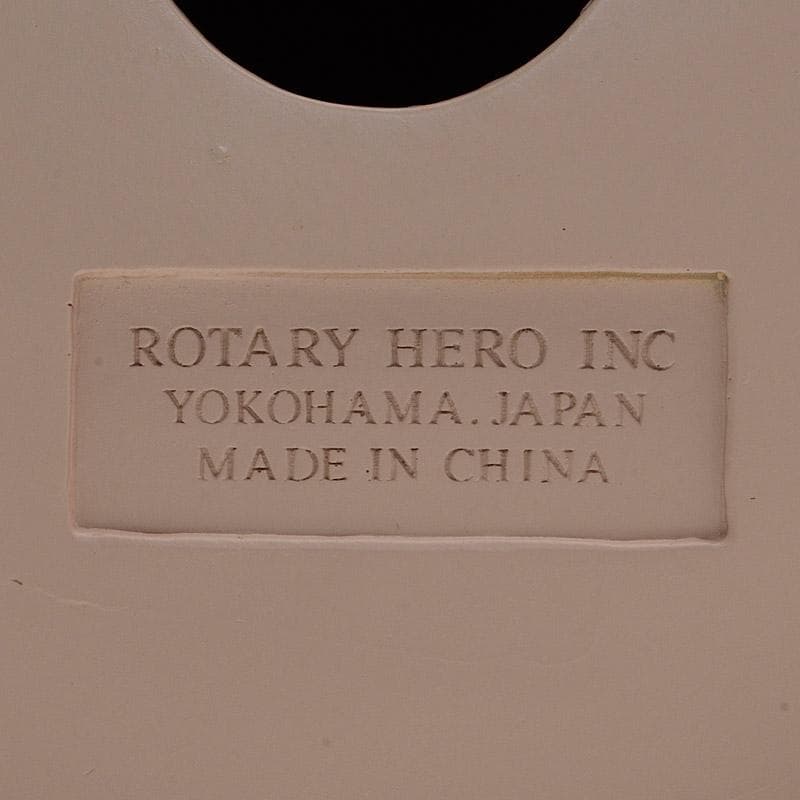 ROTARY HERO INC
YOKOHAMA. JAPAN
MADE IN CHINA